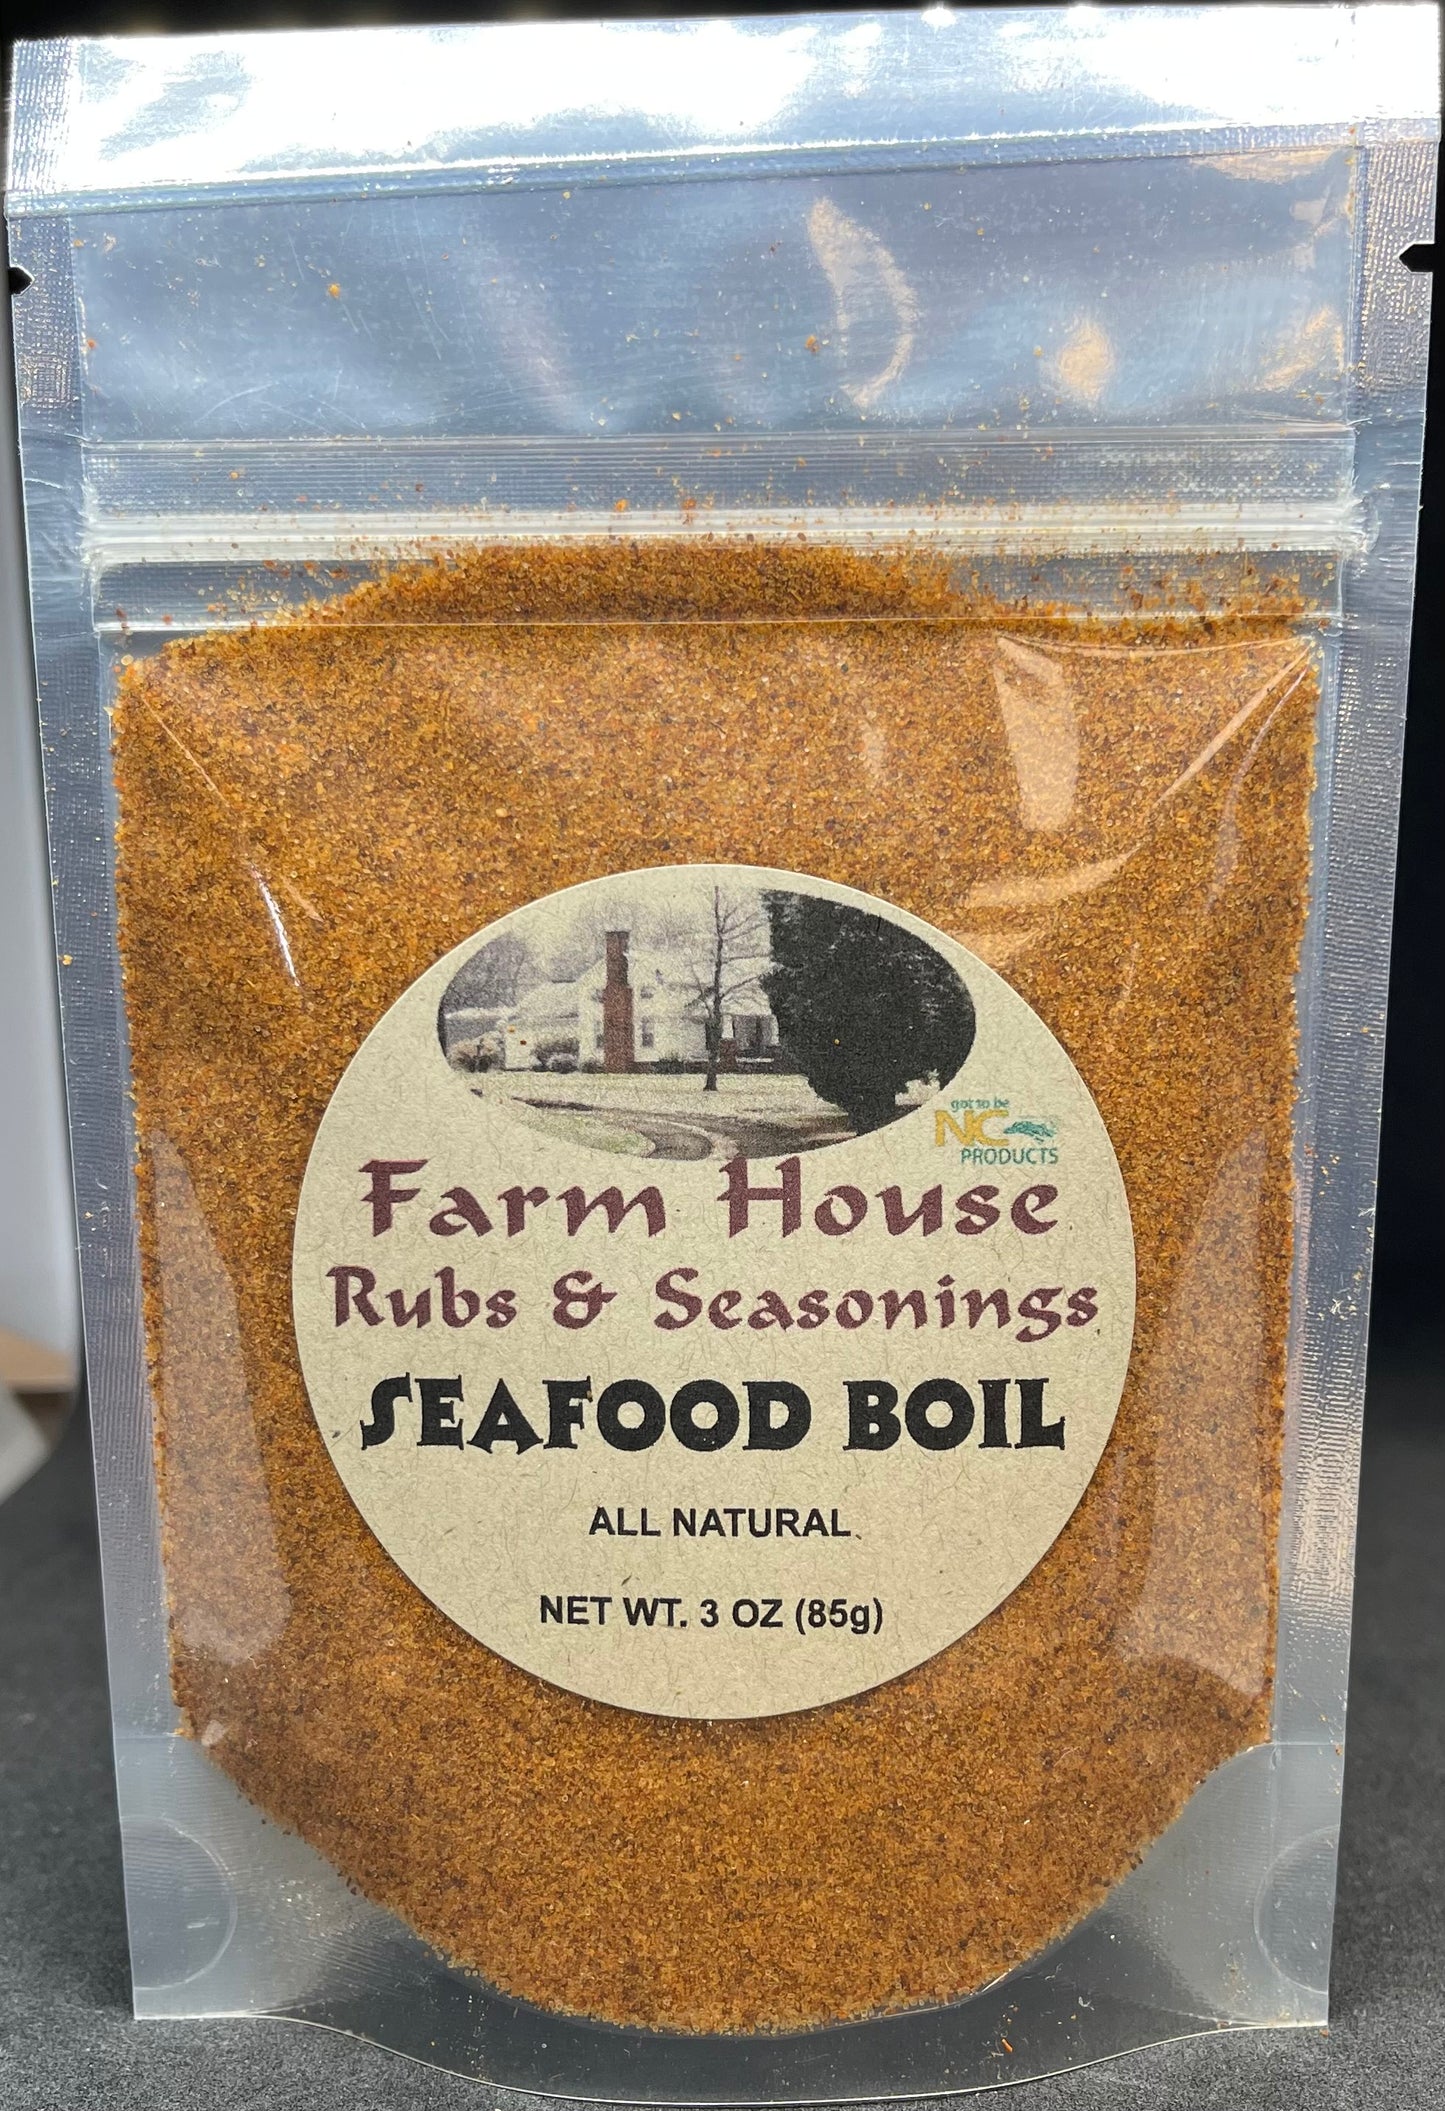 got to be
NC
PRODUCTS
Farm House
Rubs & Seasonings
SEAFOOD BOIL
ALL NATURAL
NET WT. 3 OZ (85g)